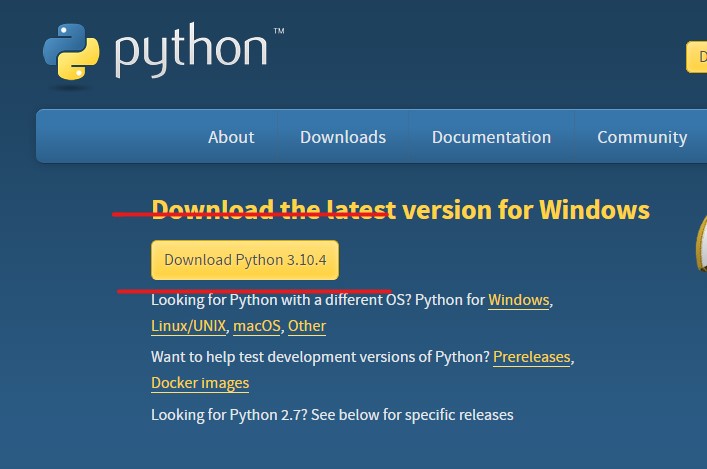 python™
About Downloads Documentation Community
Download the latest version for Windows
Download Python 3.10.4
Looking for Python with a different OS? Python for Windows,
Linux/UNIX, macOS, Other
Want to help test development versions of Python? Prereleases,
Docker images
Looking for Python 2.7? See below for specific releases